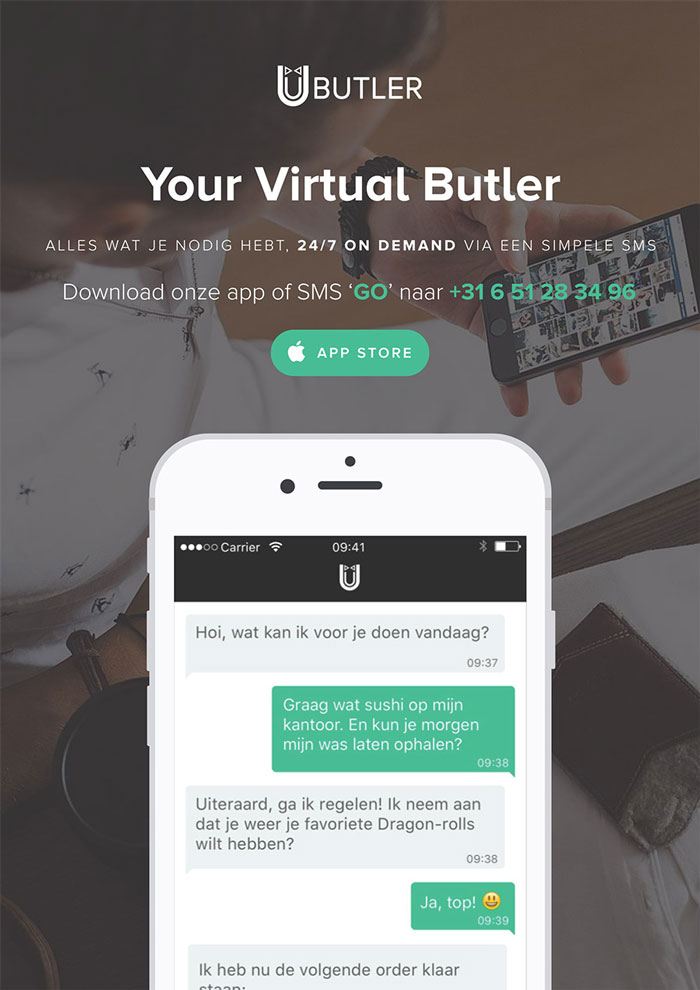 UBUTLER
Your Virtual Butler
ALLES WAT JE NODIG HEBT, 24/7 ON DEMAND VIA EEN SIMPELE SMS
Download onze app of SMS ‘GO’ naar +31 6 51 28 34 96
APP STORE
Carrier 09:41
U
Hoi, wat kan ik voor je doen vandaag?
09:37
Graag wat sushi op mijn
kantoor. En kun je morgen
mijn was laten ophalen?
09:38
Uiteraard, ga ik regelen! Ik neem aan
dat je weer je favoriete Dragon-rolls
wilt hebben?
09:38
Ja, top! 😃
09:39
Ik heb nu de volgende order klaar
staan: